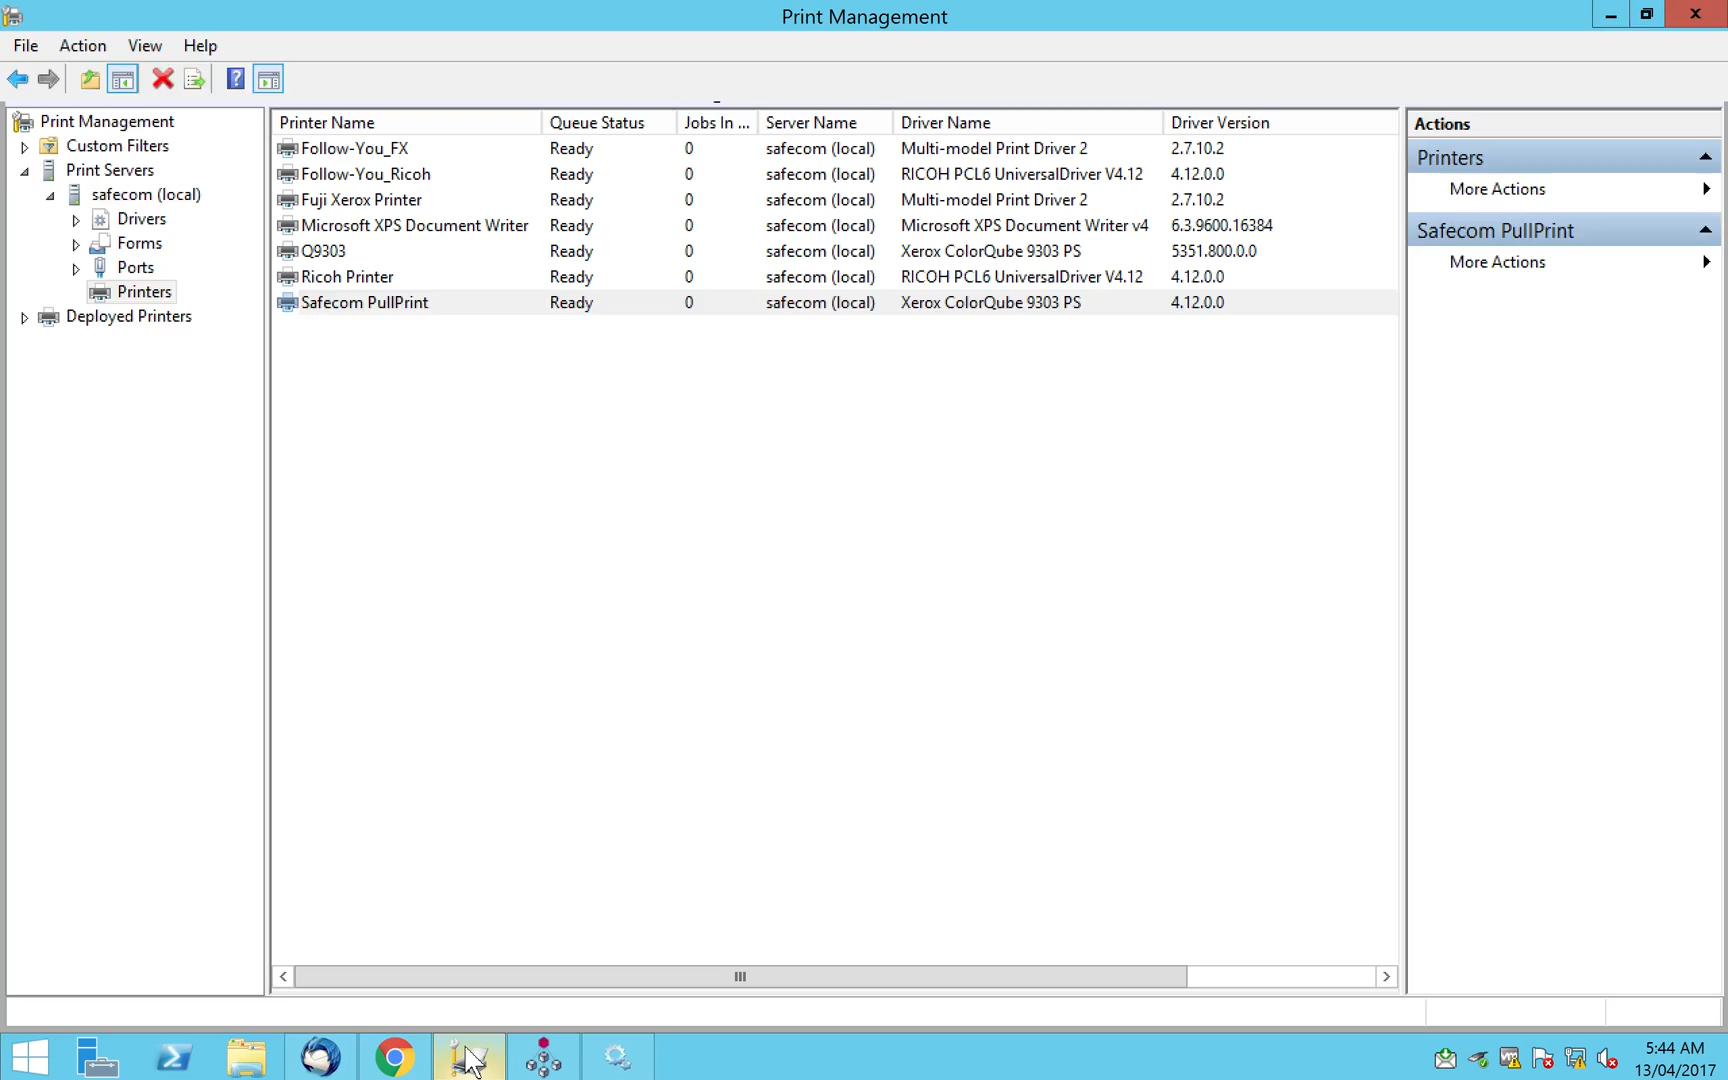 Print Management
File Action View Help
Print Management
Custom Filters
Print Servers
safecom (local)
Drivers
Forms
Ports
Printers
Deployed Printers
Printer Name Queue Status Jobs In ... Server Name Driver Name Driver Version
Follow-You_FX Ready 0 safecom (local) Multi-model Print Driver 2 2.7.10.2
Follow-You_Ricoh Ready 0 safecom (local) RICOH PCL6 UniversalDriver V4.12 4.12.0.0
Fuji Xerox Printer Ready 0 safecom (local) Multi-model Print Driver 2 2.7.10.2
Microsoft XPS Document Writer Ready 0 safecom (local) Microsoft XPS Document Writer v4 6.3.9600.16384
Q9303 Ready 0 safecom (local) Xerox ColorQube 9303 PS 5351.800.0.0
Ricoh Printer Ready 0 safecom (local) RICOH PCL6 UniversalDriver V4.12 4.12.0.0
Safecom PullPrint Ready 0 safecom (local) Xerox ColorQube 9303 PS 4.12.0.0
Actions
Printers
More Actions
Safecom PullPrint
More Actions
5:44 AM
13/04/2017